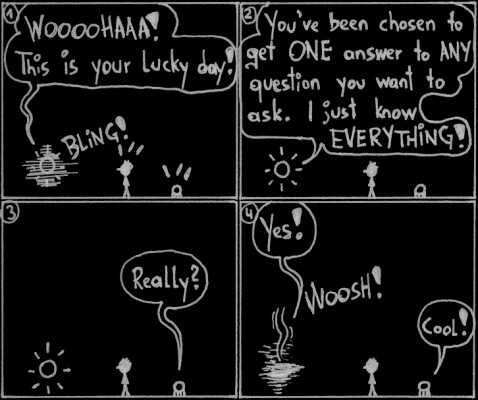 1
WOOOOHAAA!
This is your lucky day!
BLING!
2
You've been chosen to
get ONE answer to ANY
question you want to
ask. I just know
EVERYTHING!
3
Really?
4
Yes!
WOOSH!
Cool!